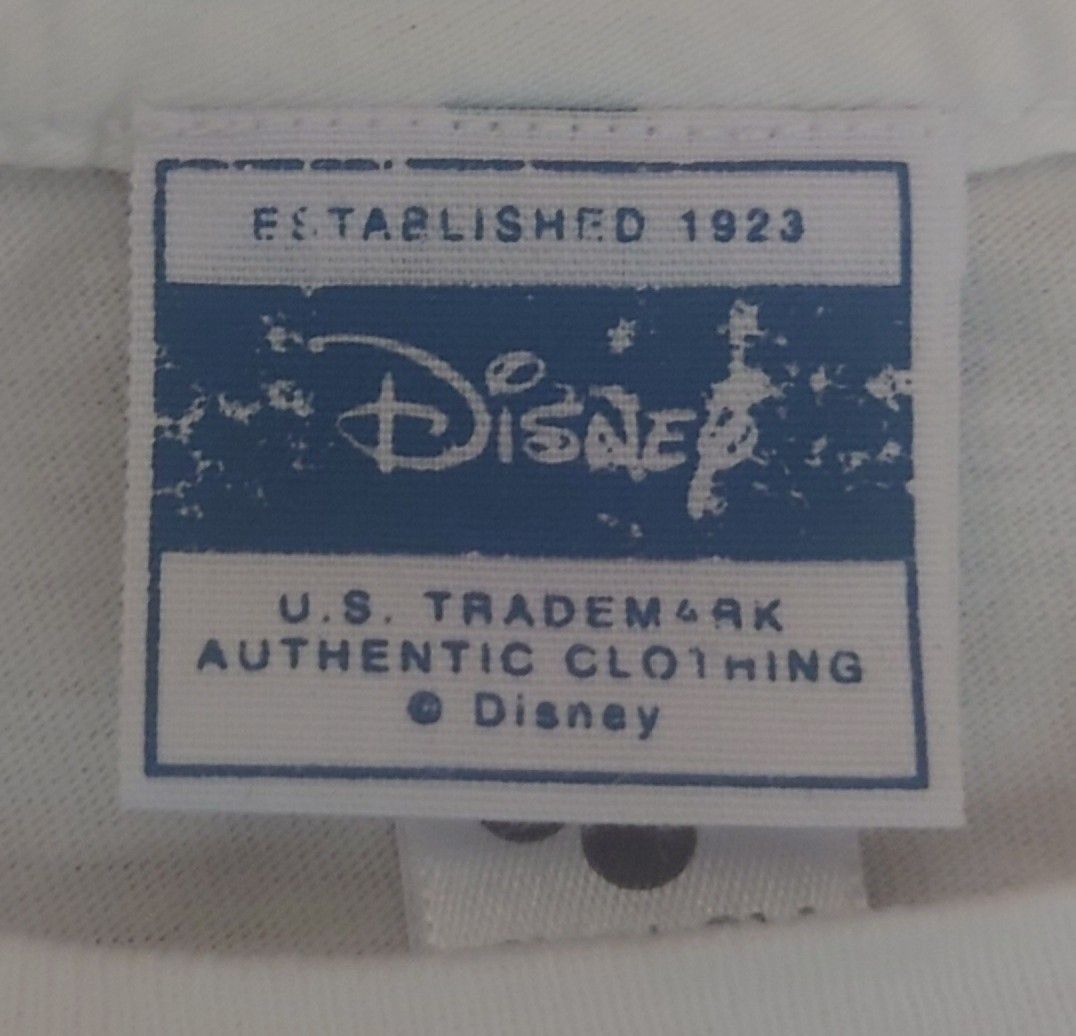 ESTABLISHED 1923
Disney
U.S. TRADEMARK
AUTHENTIC CLOTHING
© Disney